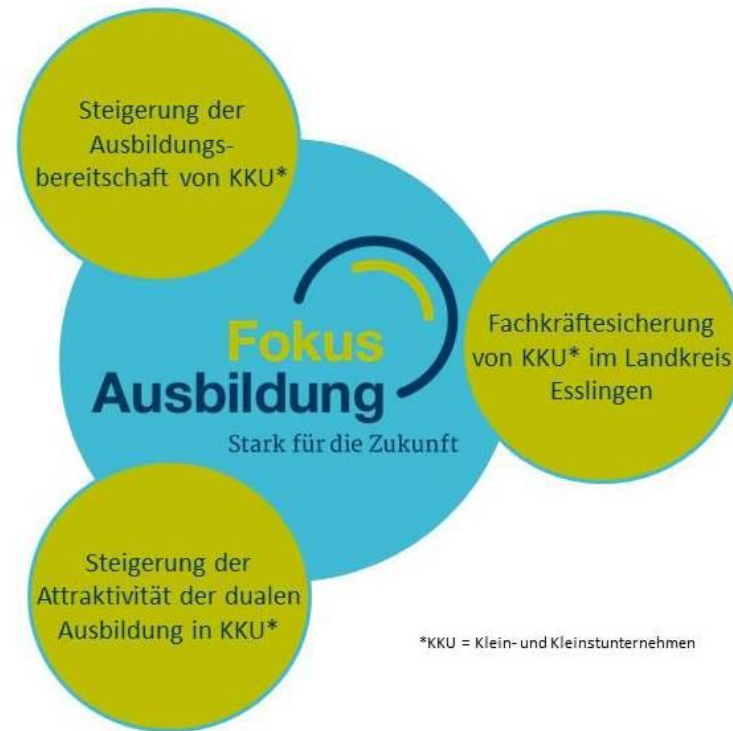 Steigerung der
Ausbildungs-
bereitschaft von KKU*
Fokus
Ausbildung
Stark für die Zukunft
Fachkräftesicherung
von KKU* im Landkreis
Esslingen
Steigerung der
Attraktivität der dualen
Ausbildung in KKU*
*KKU = Klein- und Kleinstunternehmen